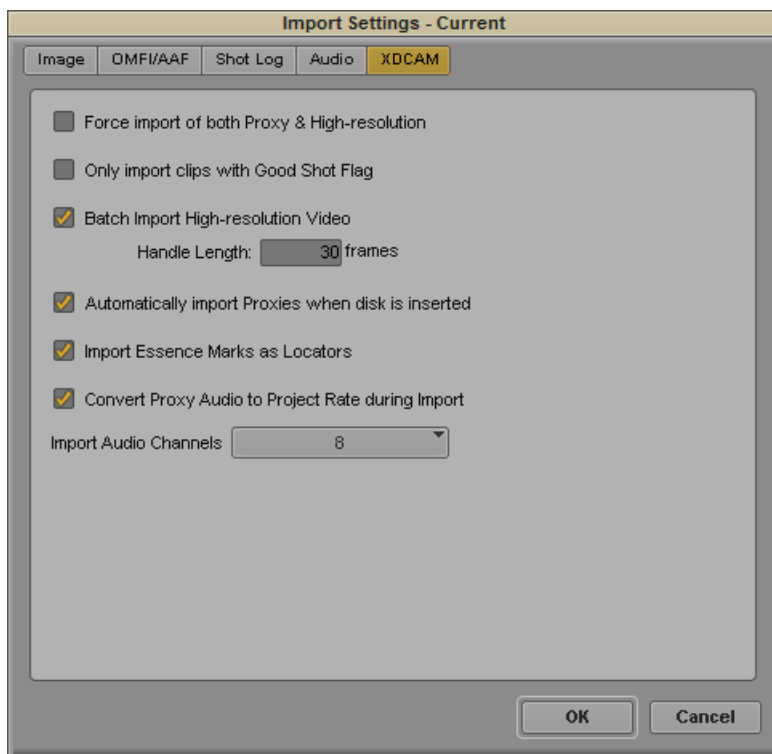 Import Settings - Current
Image OMFI/AAF Shot Log Audio XDCAM
Force import of both Proxy & High-resolution
Only import clips with Good Shot Flag
Batch Import High-resolution Video
Handle Length: 30 frames
Automatically import Proxies when disk is inserted
Import Essence Marks as Locators
Convert Proxy Audio to Project Rate during Import
Import Audio Channels 8
OK Cancel